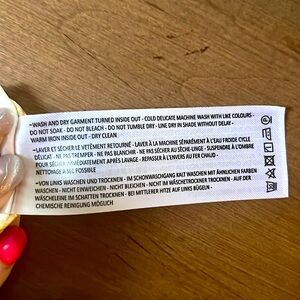 -WASH AND DRY GARMENT TURNED INSIDE OUT - COLD DELICATE MACHINE WASH WITH LIKE COLOURS -
DO NOT SOAK - DO NOT BLEACH - DO NOT TUMBLE DRY - LINE DRY IN SHADE WITHOUT DELAY -
WARM IRON INSIDE OUT - DRY CLEAN
-LAVER ET SÉCHER LE VÊTEMENT RETOURNÉ - LAVER À LA MACHINE SÉPARÉMENT À L'EAU FROIDE CYCLE
DÉLICAT - NE PAS TREMPER - NE PAS BLANCHIR - NE PAS SÉCHER AU SÈCHE-LINGE - SUSPENDRE À L'OMBRE
POUR SÉCHER IMMÉDIATEMENT APRÈS LAVAGE - REPASSER À L'ENVERS AU FER CHAUD -
NETTOYAGE A SEC POSSIBLE
-VON LINKS WASCHEN UND TROCKNEN - IM SCHONWASCHGANG KALT WASCHEN MIT ÄHNLICHEN FARBEN
WASCHEN - NICHT EINWEICHEN - NICHT BLEICHEN - NICHT IM WÄSCHETROCKNER TROCKNEN - AUF DER
WÄSCHELEINE IM SCHATTEN TROCKNEN - BEI MITTLERER HITZE AUF LINKS BÜGELN -
CHEMISCHE REINIGUNG MÖGLICH